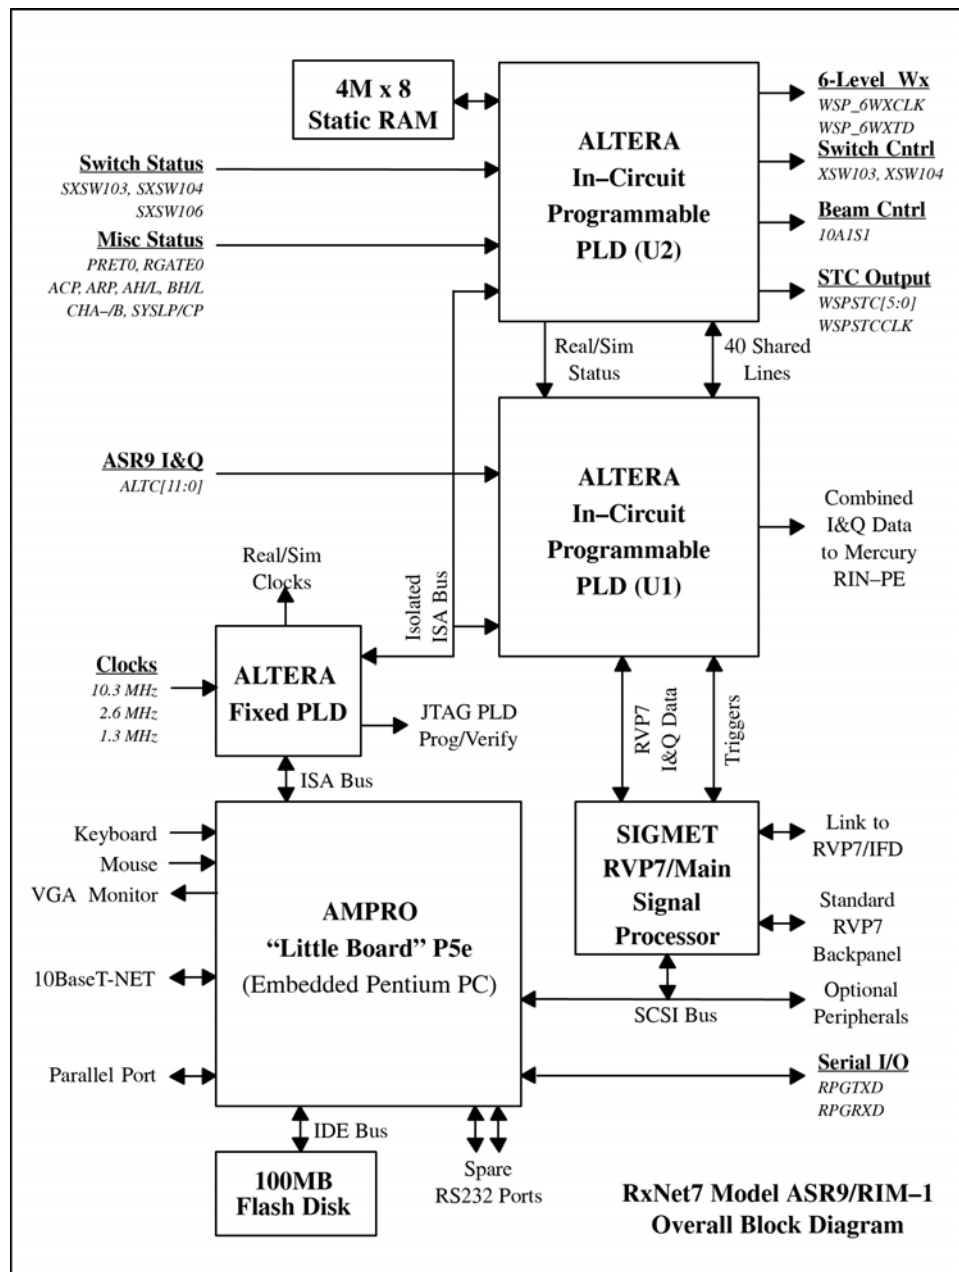 4M x 8
Static RAM
ALTERA
In–Circuit
Programmable
PLD (U2)
6-Level Wx
WSP_6WXCLK
WSP_6WXTD
Switch Cntrl
XSW103, XSW104
Beam Cntrl
10A1S1
STC Output
WSPSTC[5:0]
WSPSTCCLK
Switch Status
SXSW103, SXSW104
SXSW106
Misc Status
PRET0, RGATE0
ACP, ARP, AH/L, BH/L
CHA–/B, SYSLP/CP
Real/Sim
Status
40 Shared
Lines
ASR9 I&Q
ALTC[11:0]
ALTERA
In–Circuit
Programmable
PLD (U1)
Combined
I&Q Data
to Mercury
RIN–PE
Real/Sim
Clocks
Isolated
ISA Bus
Clocks
10.3 MHz
2.6 MHz
1.3 MHz
ALTERA
Fixed PLD
JTAG PLD
Prog/Verify
RVP7
I&Q Data
Triggers
ISA Bus
Keyboard
Mouse
VGA Monitor
10BaseT-NET
Parallel Port
AMPRO
“Little Board” P5e
(Embedded Pentium PC)
SIGMET
RVP7/Main
Signal
Processor
Link to
RVP7/IFD
Standard
RVP7
Backpanel
SCSI Bus
Optional
Peripherals
Serial I/O
RPGTXD
RPGRXD
IDE Bus
100MB
Flash Disk
Spare
RS232 Ports
RxNet7 Model ASR9/RIM–1
Overall Block Diagram